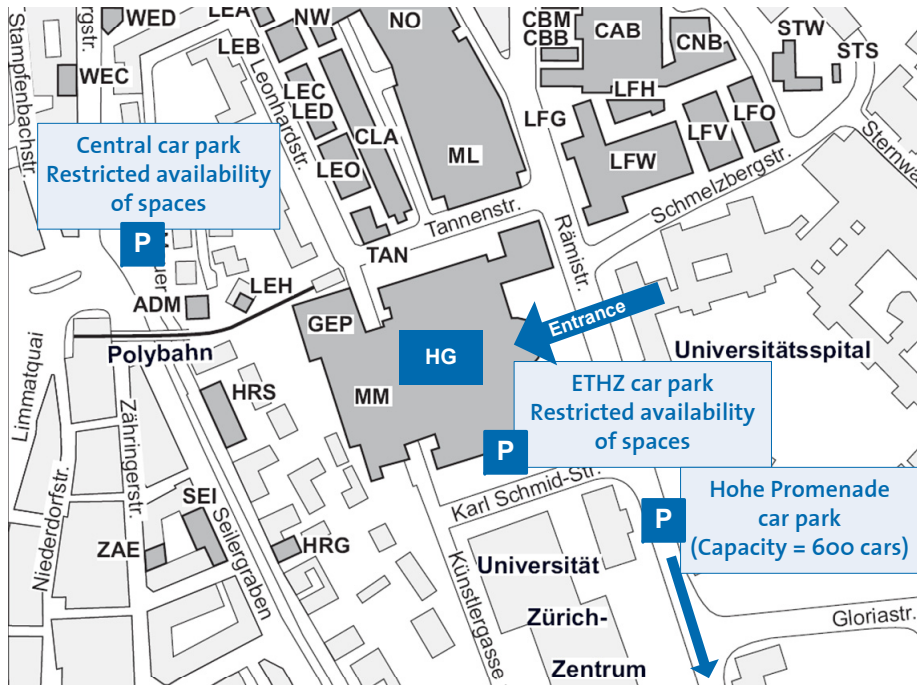 WED
LEA
NW
NO
CBM
CBB
CAB
CNB
STW
STS
Stampfenbachstr.
WEC
LEB
Leonhardstr.
LEC
LED
CLA
LEO
ML
LFG
LFH
LFW
LFV
LFO
Schmelzbergstr.
Central car park
Restricted availability
of spaces
P
Tannenstr.
TAN
Rämistr.
ADM
LEH
Polybahn
GEP
HG
MM
Entrance
Universitätsspital
Limmatquai
HRS
ETHZ car park
Restricted availability
of spaces
P
Zähringerstr.
Niederdorfstr.
SEI
ZAE
Seilergraben
HRG
Karl Schmid-Str.
Künstlergasse
Universität
Zürich-
Zentrum
P
Hohe Promenade
car park
(Capacity = 600 cars)
Gloriastr.